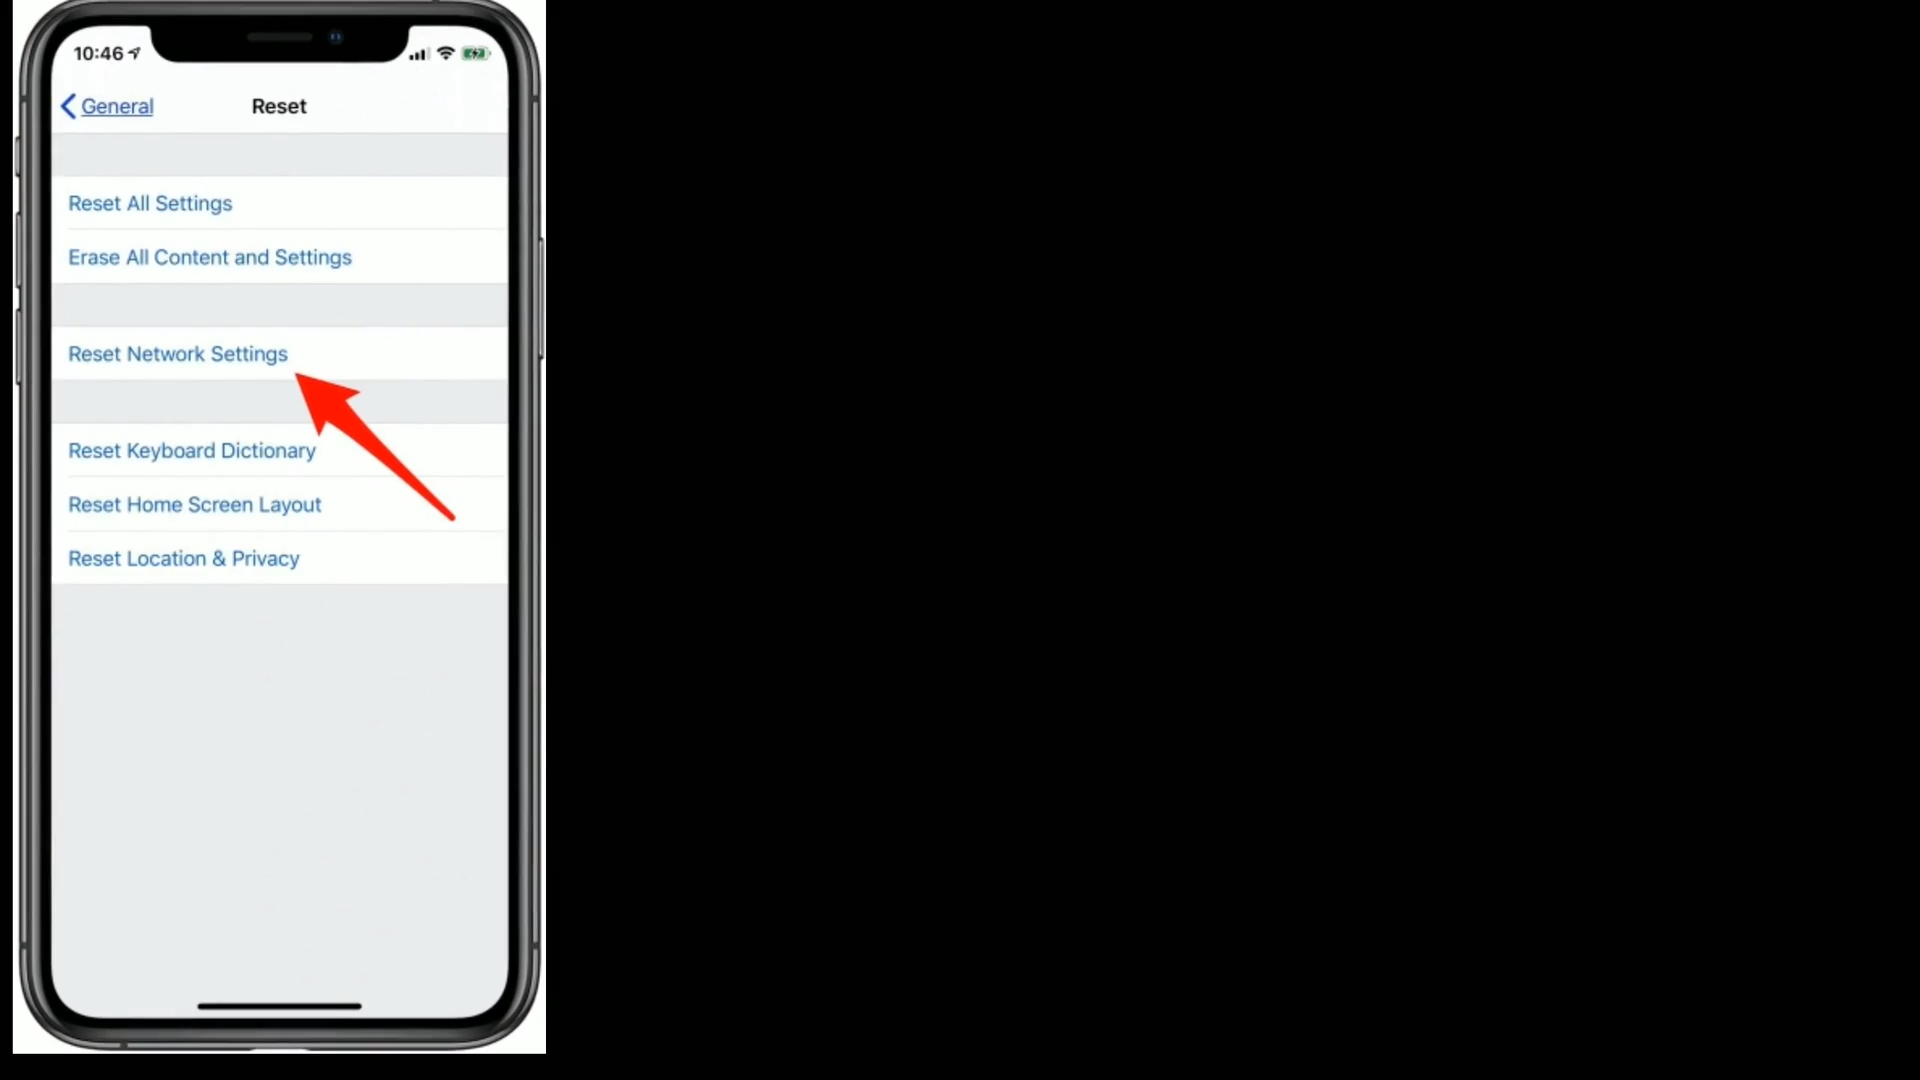 10:46
General
Reset
Reset All Settings
Erase All Content and Settings
Reset Network Settings
Reset Keyboard Dictionary
Reset Home Screen Layout
Reset Location & Privacy